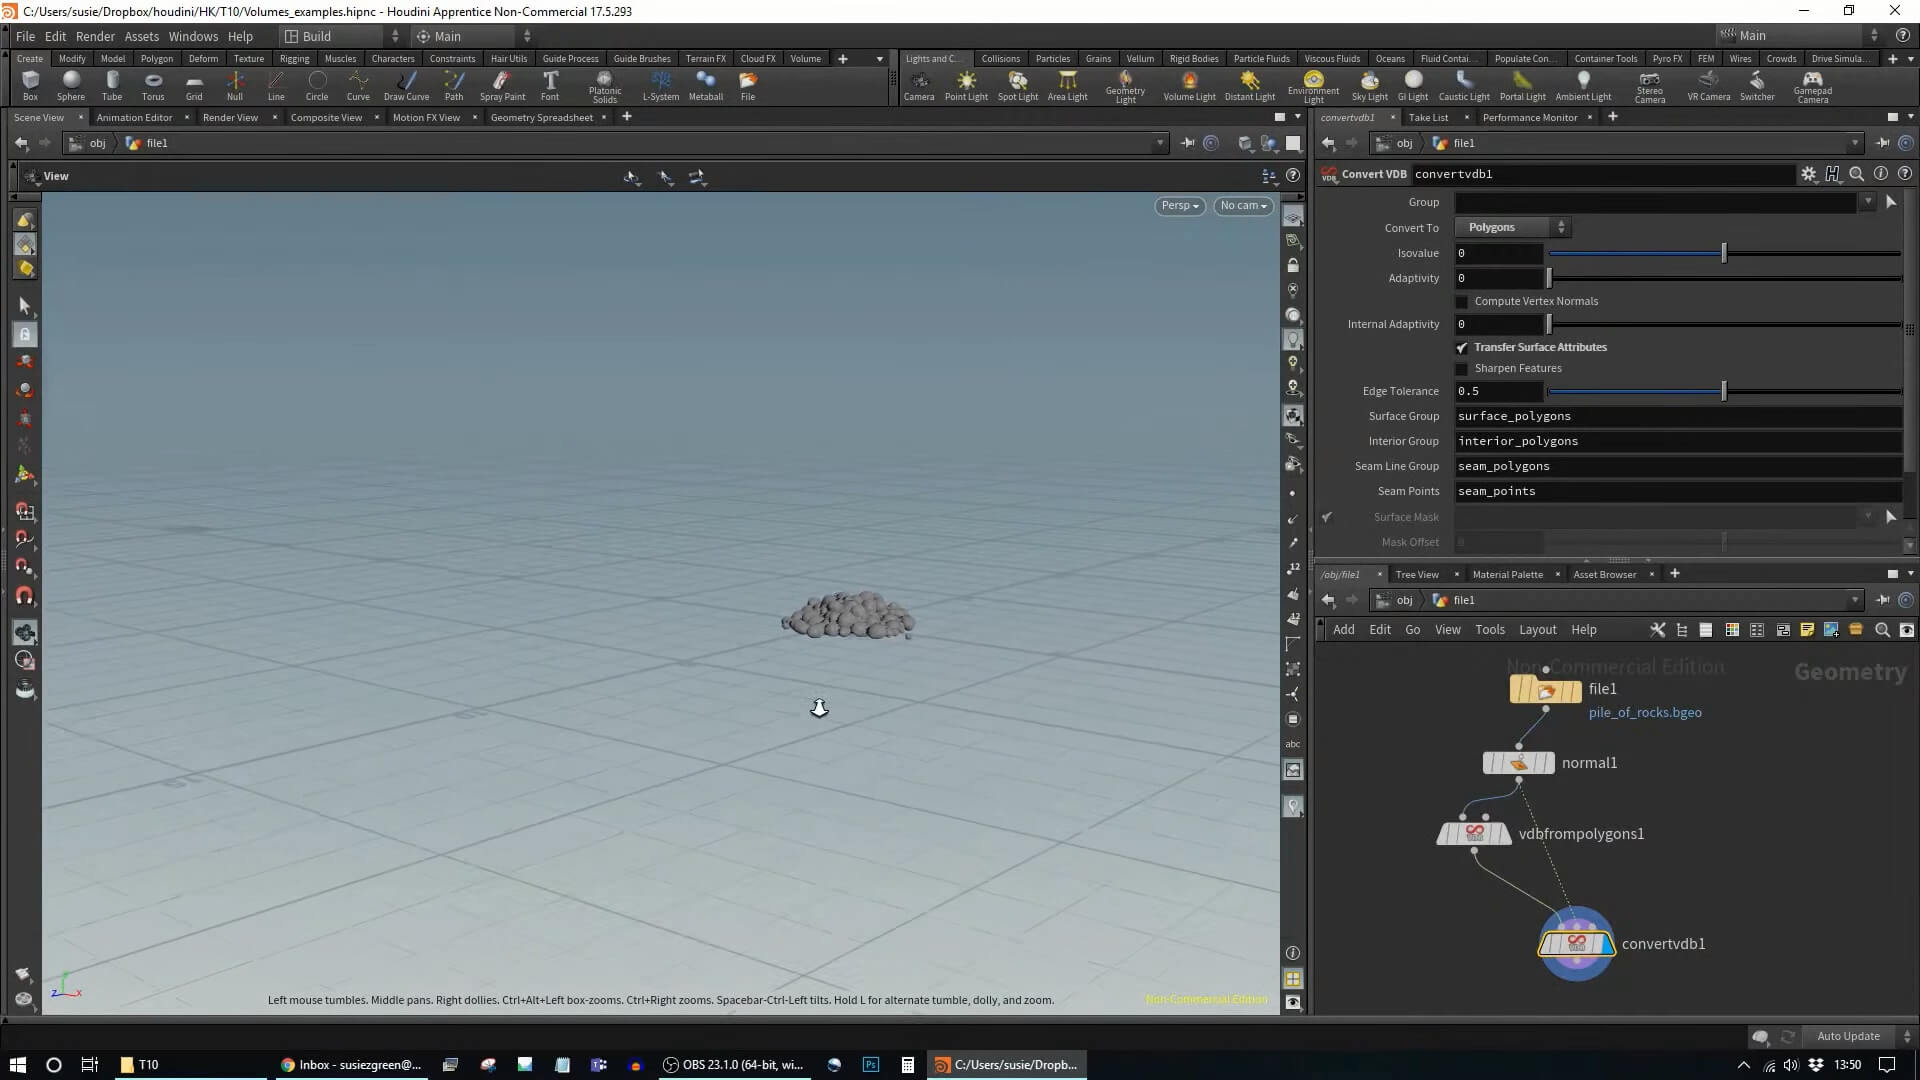 C:/Users/susie/Dropbox/houdini/HK/T10/Volumes_examples.hipnc - Houdini Apprentice Non-Commercial 17.5.293
File Edit Render Assets Windows Help Build Main Main
Create Modify Model Polygon Deform Texture Rigging Muscles Characters Constraints Hair Utils Guide Process Guide Brushes Terrain FX Cloud FX Volume
Lights and C... Collisions Particles Grains Vellum Rigid Bodies Particle Fluids Viscous Fluids Oceans Fluid Contai... Populate Con... Container Tools Pyro FX FEM Wires Crowds Drive Simula...
Box Sphere Tube Torus Grid Null Line Circle Curve Draw Curve Path Spray Paint Font Platonic Solids L-System Metaball File
Camera Point Light Spot Light Area Light Geometry Light Volume Light Distant Light Environment Light Sky Light GI Light Caustic Light Portal Light Ambient Light Stereo Camera VR Camera Switcher Gamepad Camera
Scene View Animation Editor Render View Composite View Motion FX View Geometry Spreadsheet
convertvdb1 Take List Performance Monitor
obj file1
obj file1
View
Persp No cam
Convert VDB convertvdb1
Group
Convert To Polygons
Isovalue 0
Adaptivity 0
Compute Vertex Normals
Internal Adaptivity 0
Transfer Surface Attributes
Sharpen Features
Edge Tolerance 0.5
Surface Group surface_polygons
Interior Group interior_polygons
Seam Line Group seam_polygons
Seam Points seam_points
Surface Mask
Mask Offset 0
12
12
abc
/obj/file1 Tree View Material Palette Asset Browser
obj file1
Add Edit Go View Tools Layout Help
Non-Commercial Edition
Geometry
file1
pile_of_rocks.bgeo
normal1
vdbfrompolygons1
convertvdb1
Left mouse tumbles. Middle pans. Right dollies. Ctrl+Alt+Left box-zooms. Ctrl+Right zooms. Spacebar-Ctrl-Left tilts. Hold L for alternate tumble, dolly, and zoom.
Non-Commercial Edition
Z X
Auto Update
T10 Inbox - susiezgreen@... OBS 23.1.0 (64-bit, wi... Ps C:/Users/susie/Dropb... 13:50